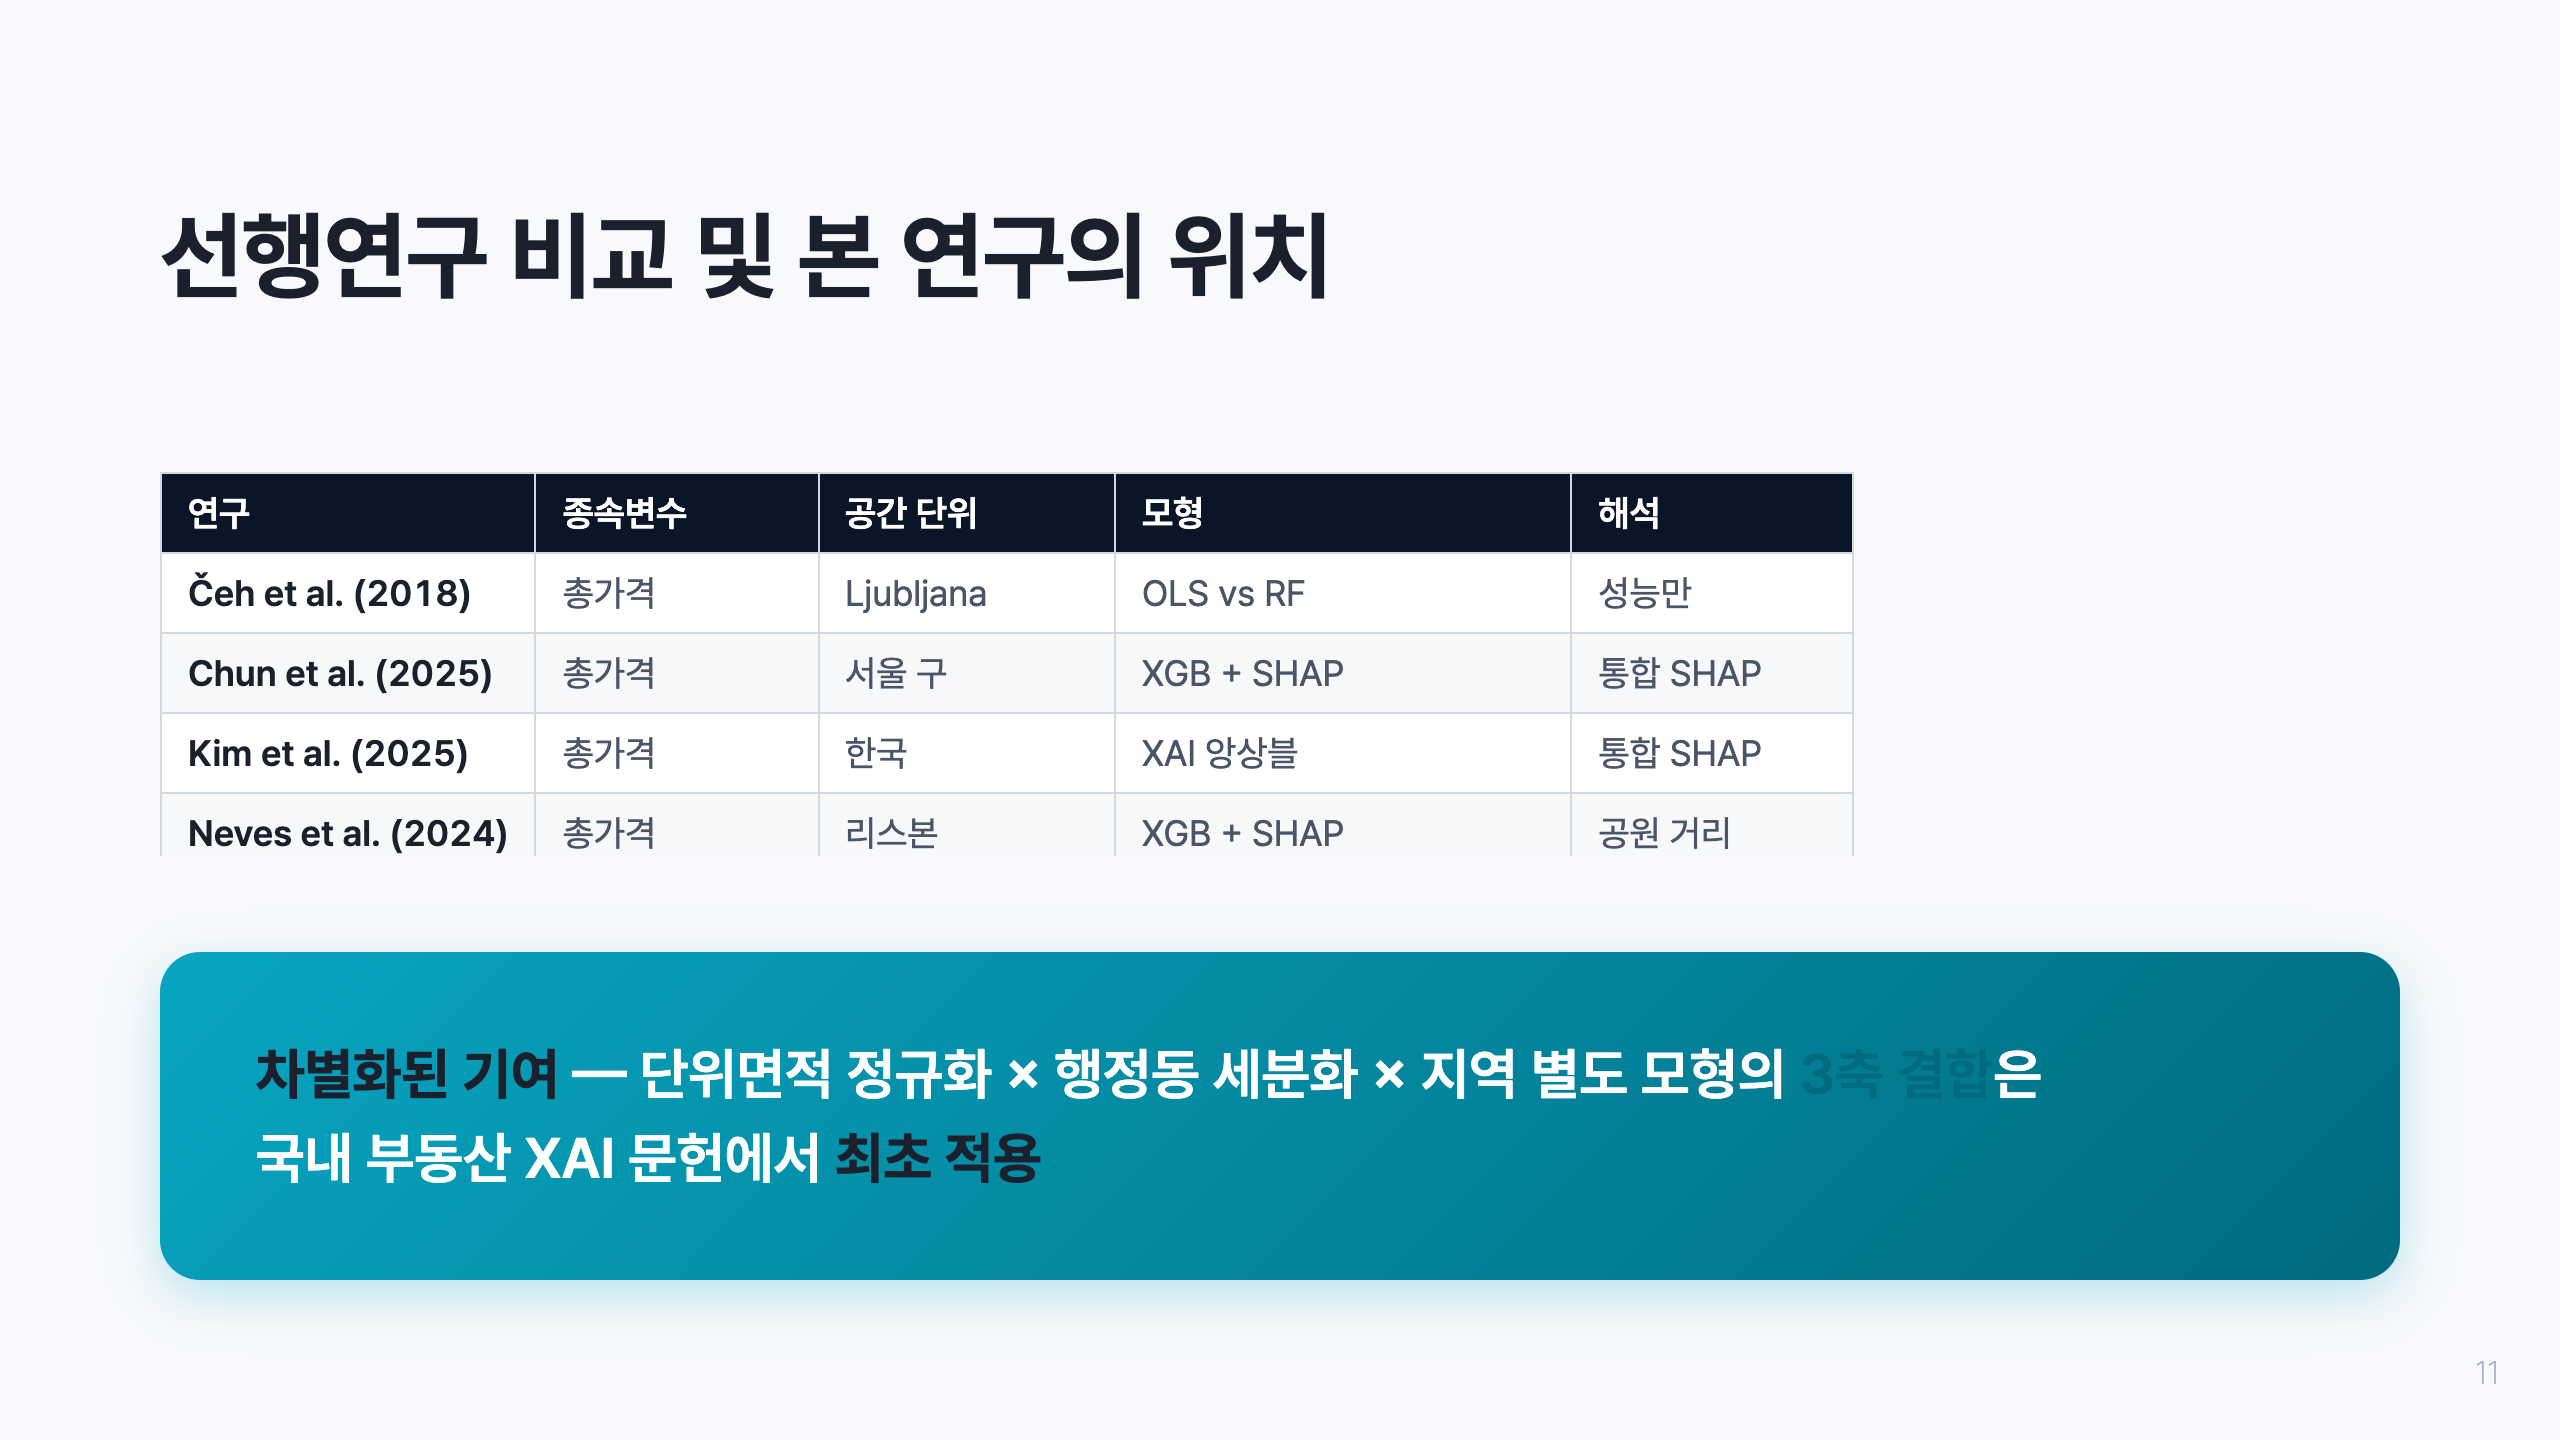 선행연구 비교 및 본 연구의 위치
연구 종속변수 공간 단위 모형 해석
Čeh et al. (2018) 총가격 Ljubljana OLS vs RF 성능만
Chun et al. (2025) 총가격 서울 구 XGB + SHAP 통합 SHAP
Kim et al. (2025) 총가격 한국 XAI 앙상블 통합 SHAP
Neves et al. (2024) 총가격 리스본 XGB + SHAP 공원 거리
차별화된 기여 — 단위면적 정규화 × 행정동 세분화 × 지역 별도 모형의 3축 결합은
국내 부동산 XAI 문헌에서 최초 적용
11